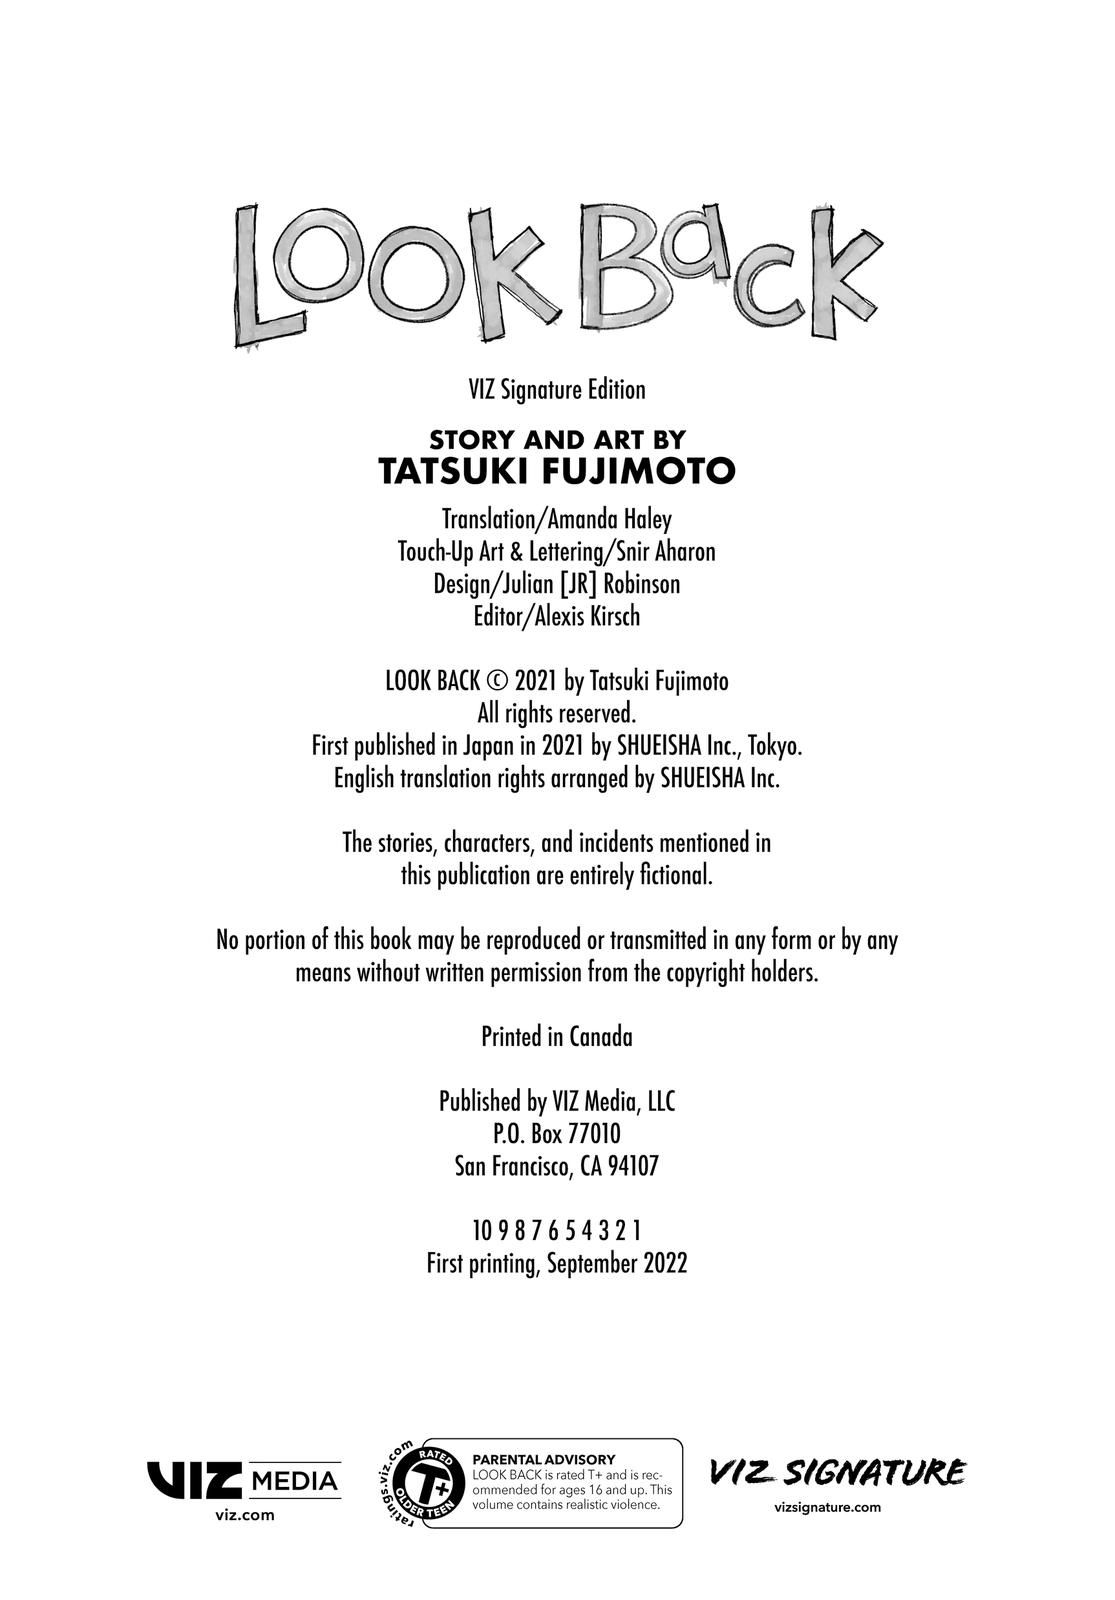 LOOK BACK
VIZ Signature Edition
STORY AND ART BY
TATSUKI FUJIMOTO
Translation/Amanda Haley
Touch-Up Art & Lettering/Snir Aharon
Design/Julian [JR] Robinson
Editor/Alexis Kirsch
LOOK BACK © 2021 by Tatsuki Fujimoto
All rights reserved.
First published in Japan in 2021 by SHUEISHA Inc., Tokyo.
English translation rights arranged by SHUEISHA Inc.
The stories, characters, and incidents mentioned in
this publication are entirely fictional.
No portion of this book may be reproduced or transmitted in any form or by any
means without written permission from the copyright holders.
Printed in Canada
Published by VIZ Media, LLC
P.O. Box 77010
San Francisco, CA 94107
10 9 8 7 6 5 4 3 2 1
First printing, September 2022
VIZ MEDIA
viz.com
ratings.viz.com
RATED
T+
OLDER TEEN
PARENTAL ADVISORY
LOOK BACK is rated T+ and is rec-
ommended for ages 16 and up. This
volume contains realistic violence.
VIZ SIGNATURE
vizsignature.com